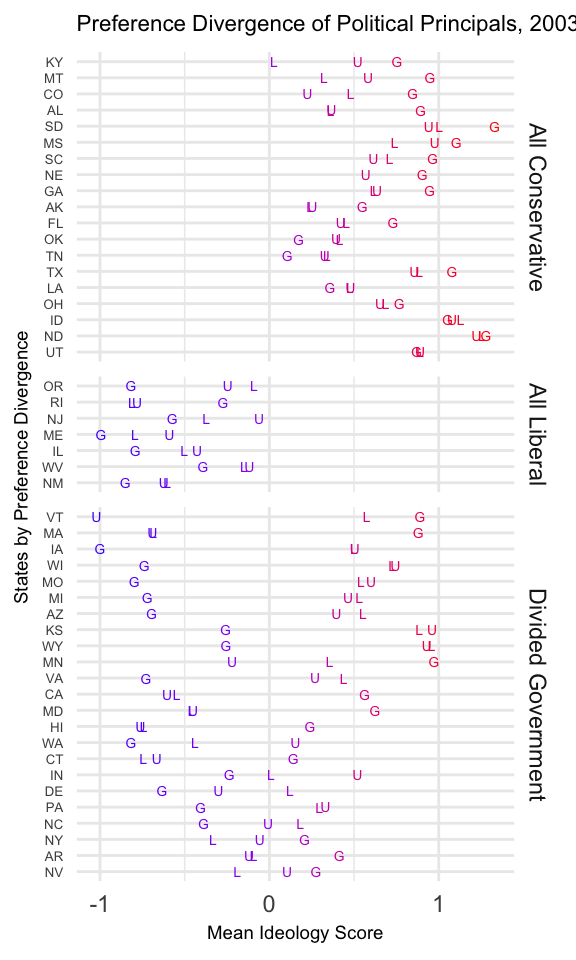 Preference Divergence of Political Principals, 2003
States by Preference Divergence
All Conservative
KY L U G
MT L U G
CO U L G
AL L U G
SD U L G
MS L U G
SC U L G
NE U G
GA L U G
AK L U G
FL U L G
OK G U L
TN G U L
TX U L G
LA G U
OH U L G
ID G U L
ND U L G
UT G L U
All Liberal
OR G U L
RI L U G
NJ G L U
ME G L U
IL G L U
WV G L U
NM G U L
Divided Government
VT U L G
MA U L G
IA G L U
WI G L U
MO G L U
MI G U L
AZ G U L
KS G L U
WY G U L
MN U L G
VA G U L
CA U L G
MD L U G
HI U L G
WA G L U
CT L U G
IN G L U
DE G U L
PA G L U
NC G U L
NY L U G
AR U L G
NV L U G
-1 0 1
Mean Ideology Score